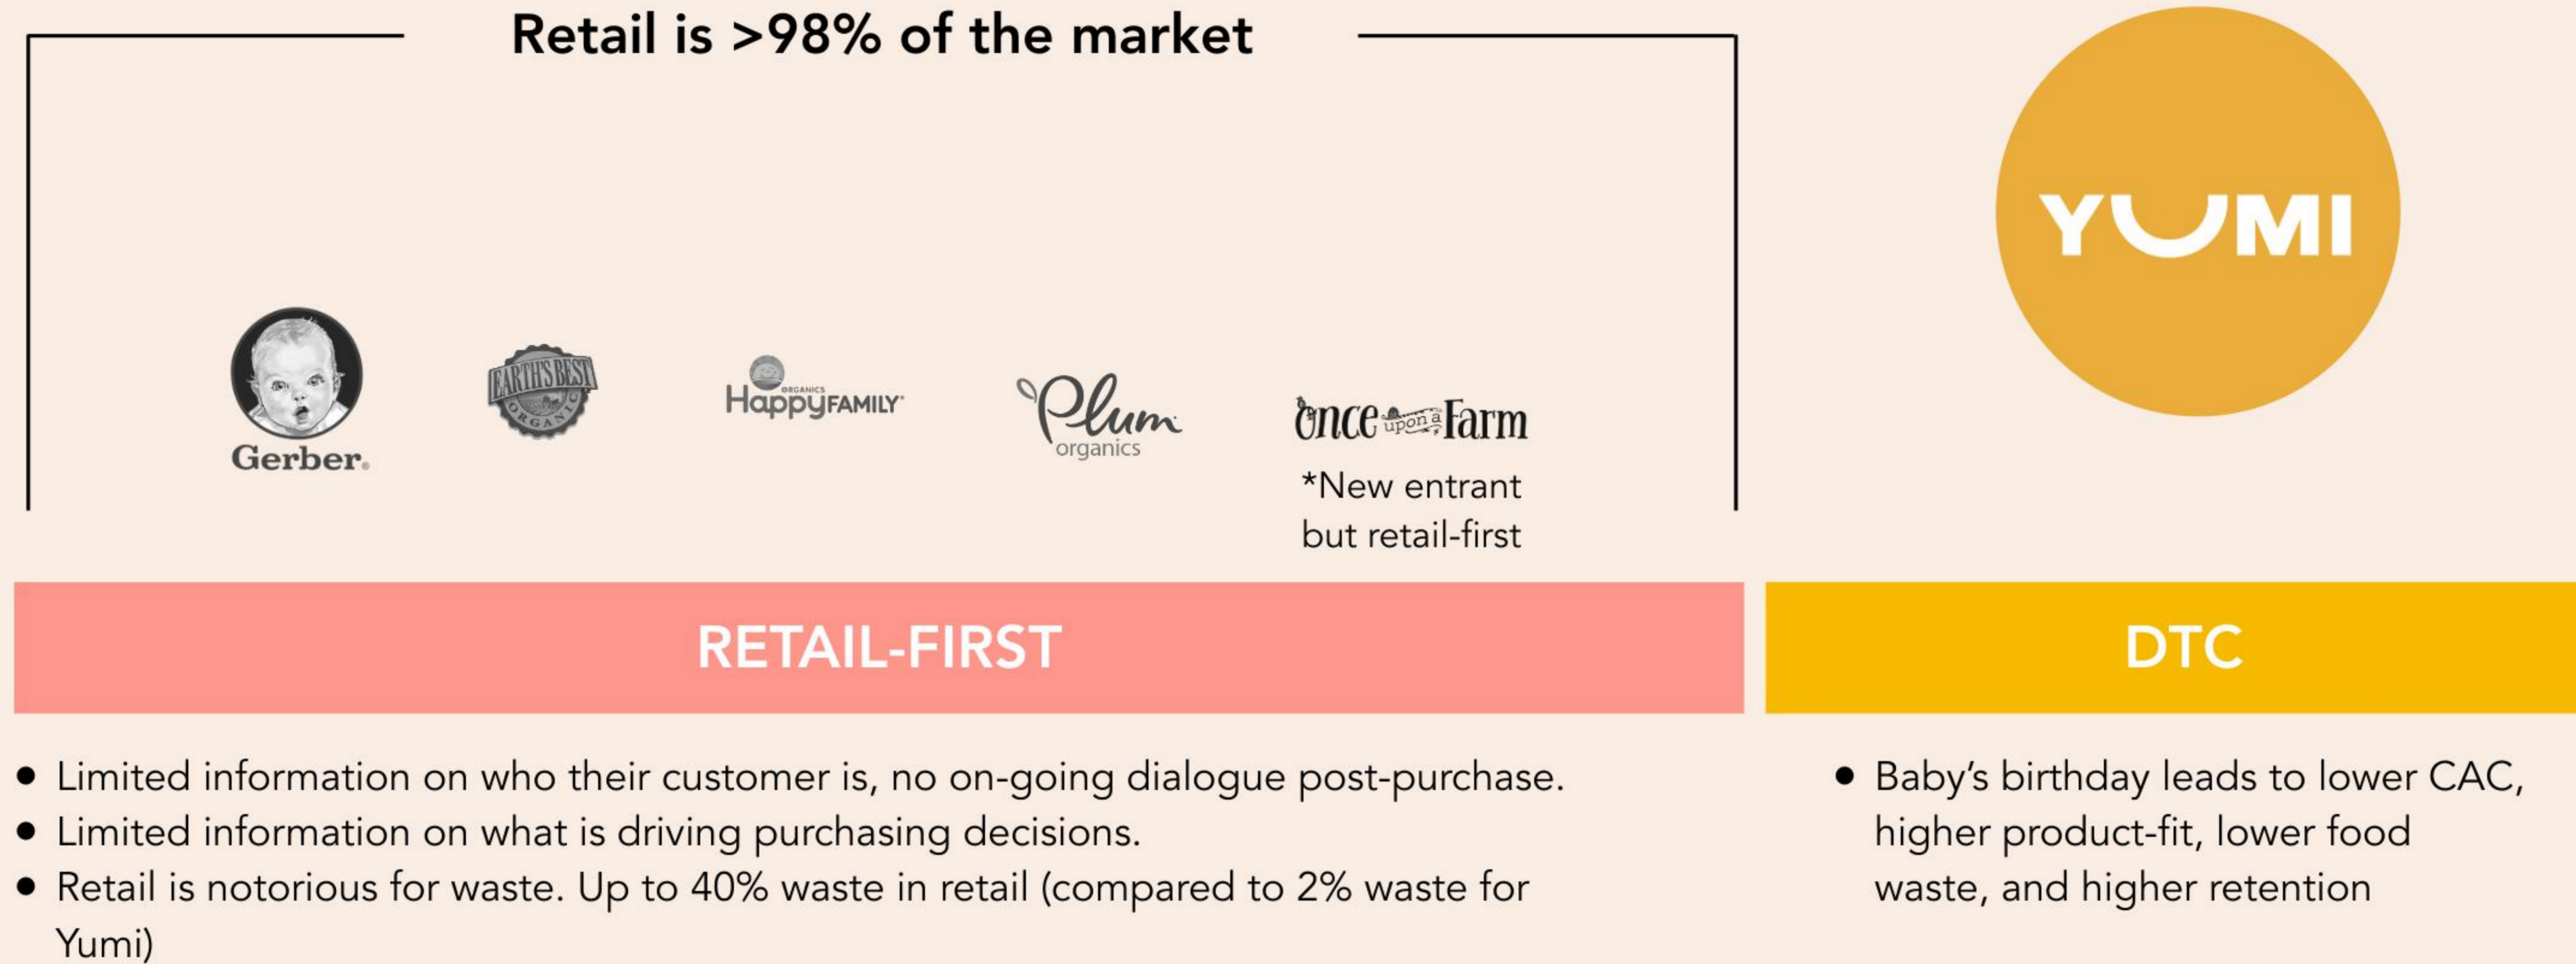 Retail is >98% of the market
YUMI
Gerber®
EARTH'S BEST
ORGANIC
ORGANICS
HappyFAMILY
Plum
organics
once upon a Farm
*New entrant
but retail-first
RETAIL-FIRST
DTC
• Limited information on who their customer is, no on-going dialogue post-purchase.
• Limited information on what is driving purchasing decisions.
• Retail is notorious for waste. Up to 40% waste in retail (compared to 2% waste for
Yumi)
• Baby’s birthday leads to lower CAC,
higher product-fit, lower food
waste, and higher retention